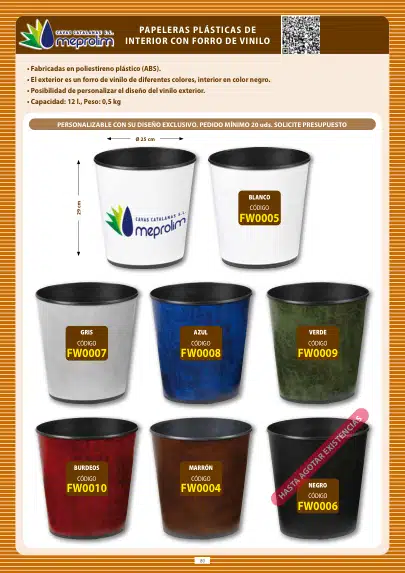 CAVAS CATALANAS S.L.
meprolim
PAPELERAS PLÁSTICAS DE
INTERIOR CON FORRO DE VINILO
• Fabricadas en poliestireno plástico (ABS).
• El exterior es un forro de vinilo de diferentes colores, interior en color negro.
• Posibilidad de personalizar el diseño del vinilo exterior.
• Capacidad: 12 l., Peso: 0,5 kg
PERSONALIZABLE CON SU DISEÑO EXCLUSIVO. PEDIDO MÍNIMO 20 uds. SOLICITE PRESUPUESTO
Ø 25 cm
29 cm
CAVAS CATALANAS S.L.
meprolim
BLANCO
CÓDIGO
FW0005
GRIS
CÓDIGO
FW0007
AZUL
CÓDIGO
FW0008
VERDE
CÓDIGO
FW0009
BURDEOS
CÓDIGO
FW0010
MARRÓN
CÓDIGO
FW0004
HASTA AGOTAR EXISTENCIAS
NEGRO
CÓDIGO
FW0006